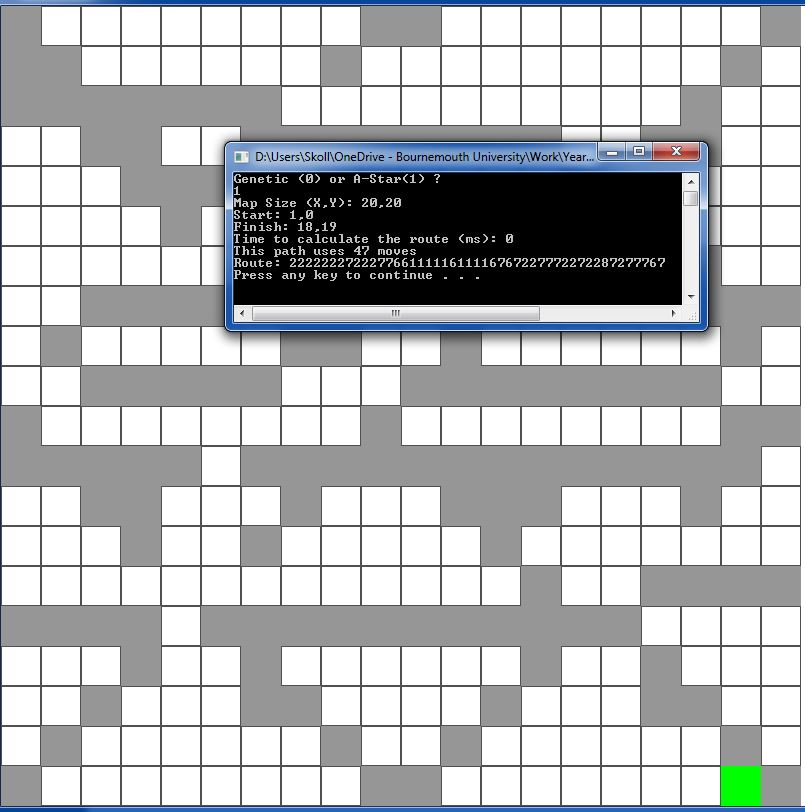 D:\Users\Skoll\OneDrive - Bournemouth University\Work\Year...
Genetic (0) or A-Star(1) ?
1
Map Size (X,Y): 20,20
Start: 1,0
Finish: 18,19
Time to calculate the route (ms): 0
This path uses 47 moves
Route: 22222227222776611111611116767227772272287277767
Press any key to continue . . .